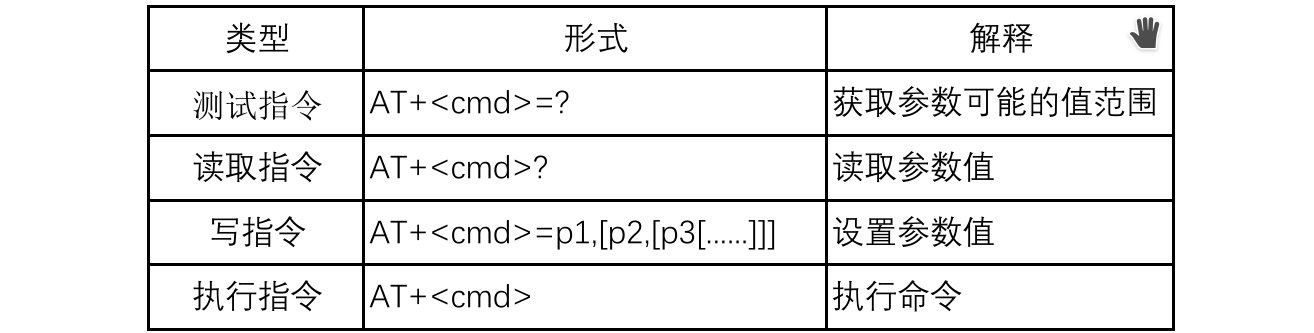 类型 形式 解释
测试指令 AT+<cmd>=? 获取参数可能的值范围
读取指令 AT+<cmd>? 读取参数值
写指令 AT+<cmd>=p1,[p2,[p3[......]]] 设置参数值
执行指令 AT+<cmd> 执行命令